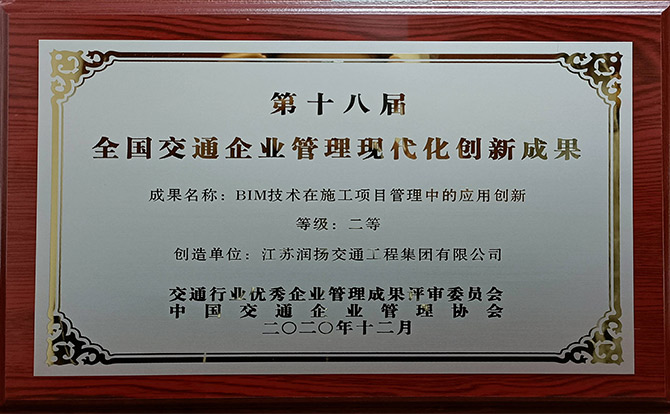 第十八届
全国交通企业管理现代化创新成果
成果名称：BIM技术在施工项目管理中的应用创新
等级：二等
创造单位：江苏润扬交通工程集团有限公司
交通行业优秀企业管理成果评审委员会
中国交通企业管理协会
二〇二〇年十二月